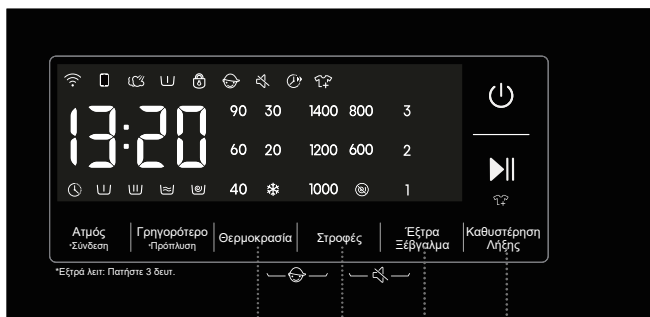 13:20
90 30 1400 800 3
60 20 1200 600 2
40 1000 1
Ατμός
*Σύνδεση
Γρηγορότερο
*Πρόπλυση
Θερμοκρασία
Στροφές
Έξτρα
Ξέβγαλμα
Καθυστέρηση
Λήξης
*Εξτρά λειτ: Πατήστε 3 δευτ.